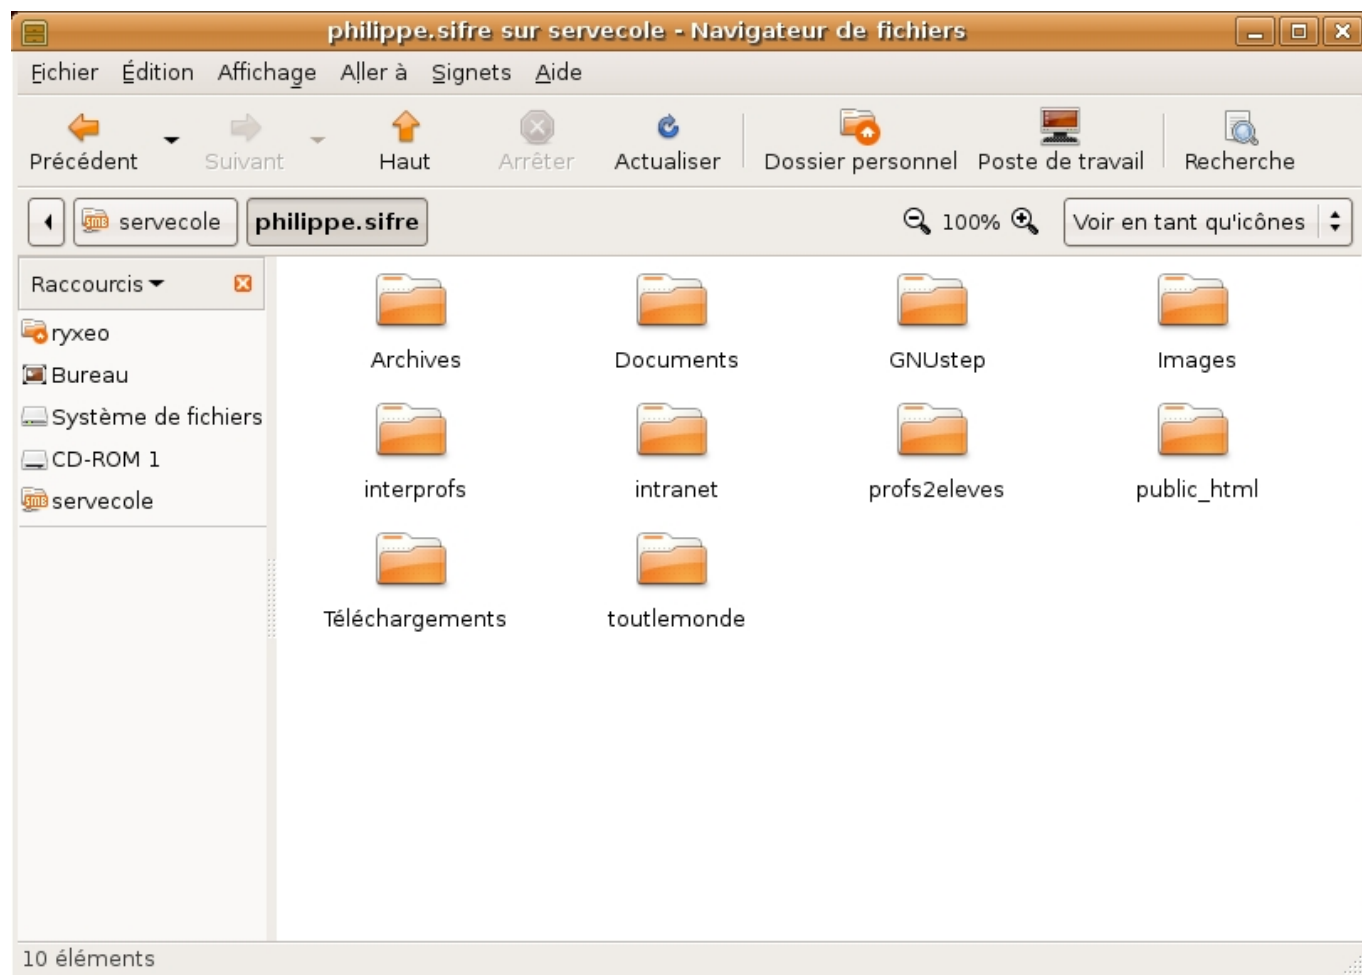 philippe.sifre sur servecole - Navigateur de fichiers
Fichier Édition Affichage Aller à Signets Aide
Précédent Suivant Haut Arrêter Actualiser Dossier personnel Poste de travail Recherche
SMB servecole philippe.sifre 100% Voir en tant qu'icônes
Raccourcis
ryxeo
Bureau
Système de fichiers
CD-ROM 1
SMB servecole
Archives Documents GNUstep Images
interprofs intranet profs2eleves public_html
Téléchargements toutlemonde
10 éléments